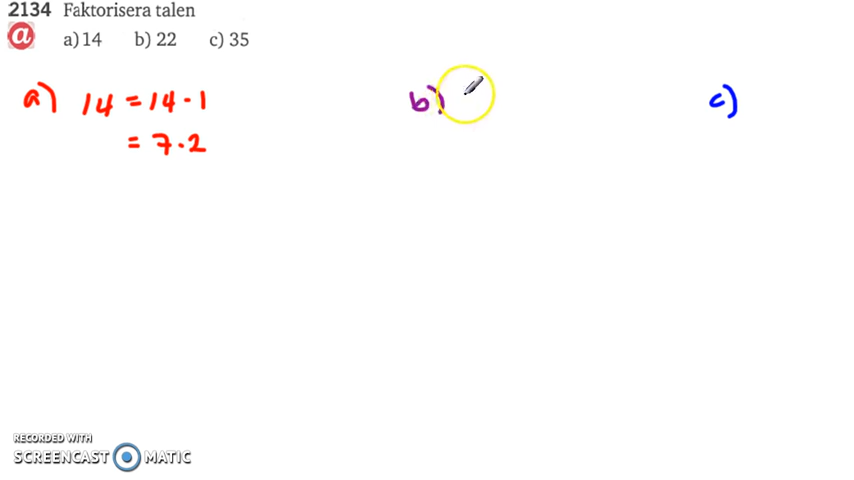 2134 Faktorisera talen
a a) 14 b) 22 c) 35
a) 14 = 14 · 1
= 7 · 2
b)
c)
RECORDED WITH
SCREENCAST MATIC